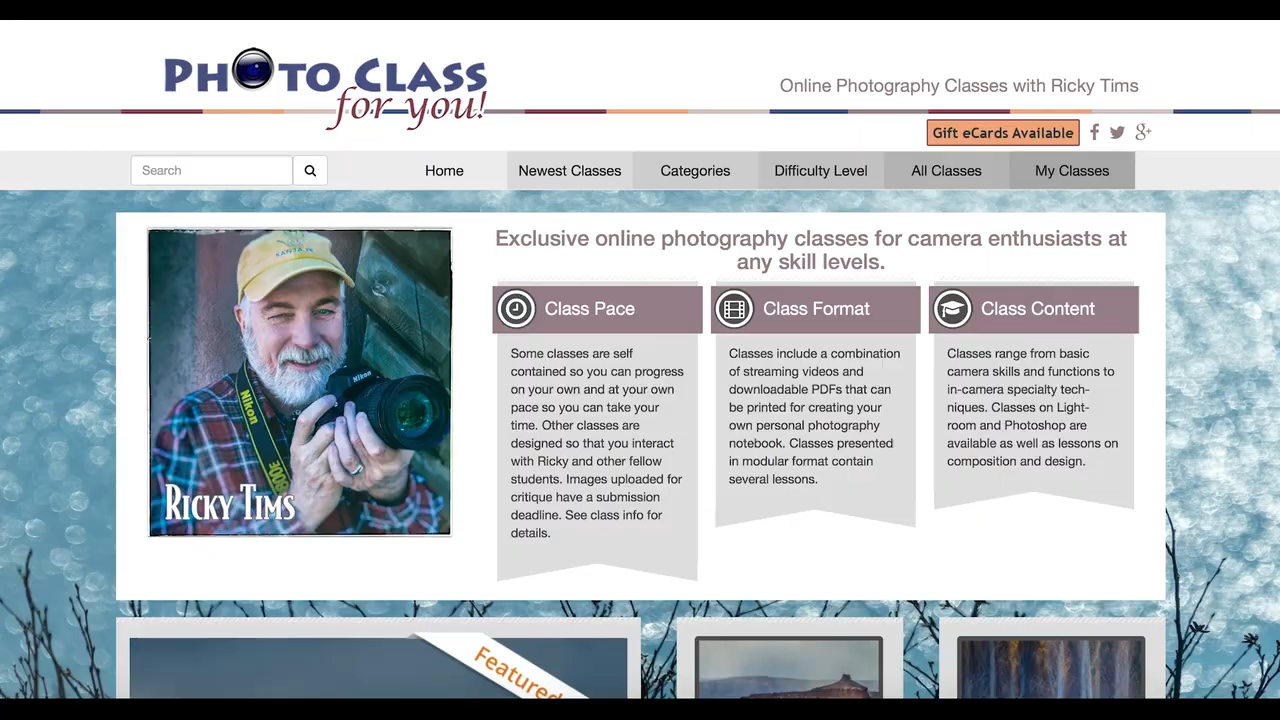 PHOTO CLASS
for you!
Online Photography Classes with Ricky Tims
Gift eCards Available
Search
Home
Newest Classes
Categories
Difficulty Level
All Classes
My Classes
Exclusive online photography classes for camera enthusiasts at
any skill levels.
SANTA FE
Nikon
Nikon
D800E
RICKY TIMS
Class Pace
Some classes are self
contained so you can progress
on your own and at your own
pace so you can take your
time. Other classes are
designed so that you interact
with Ricky and other fellow
students. Images uploaded for
critique have a submission
deadline. See class info for
details.
Class Format
Classes include a combination
of streaming videos and
downloadable PDFs that can
be printed for creating your
own personal photography
notebook. Classes presented
in modular format contain
several lessons.
Class Content
Classes range from basic
camera skills and functions to
in-camera specialty tech-
niques. Classes on Light-
room and Photoshop are
available as well as lessons on
composition and design.
Featured